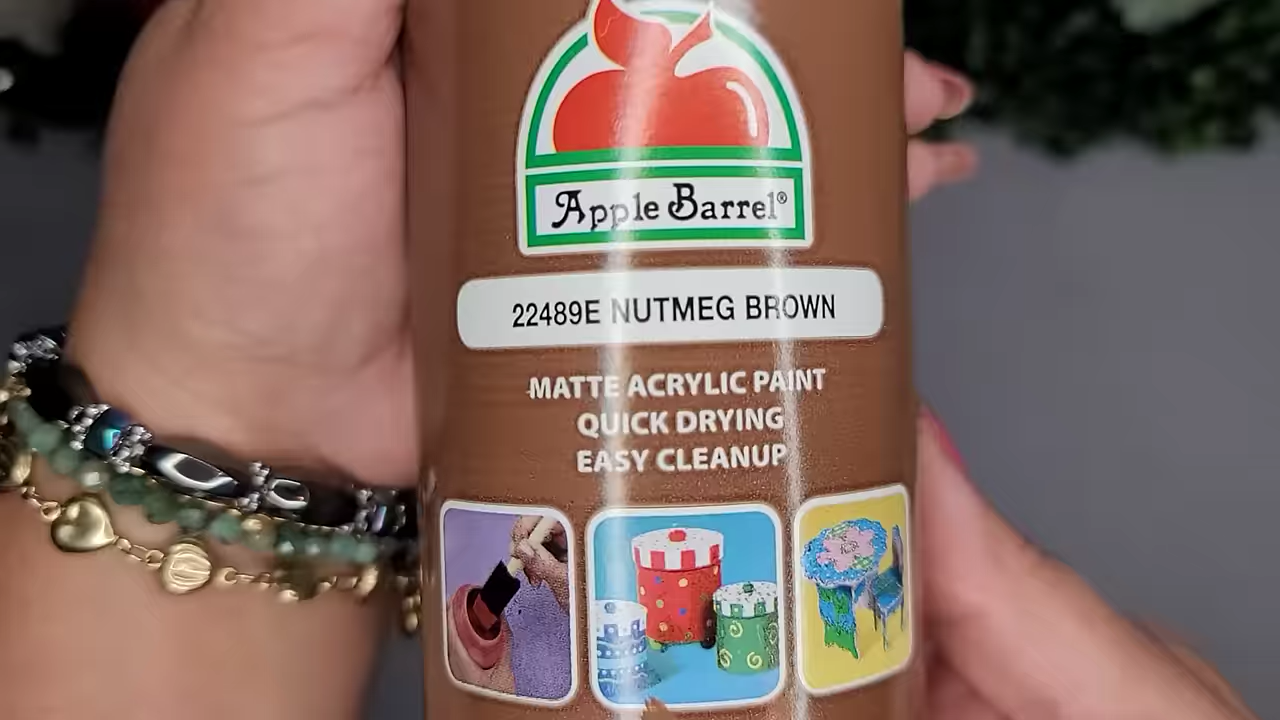 Apple Barrel®
22489E NUTMEG BROWN
MATTE ACRYLIC PAINT
QUICK DRYING
EASY CLEANUP